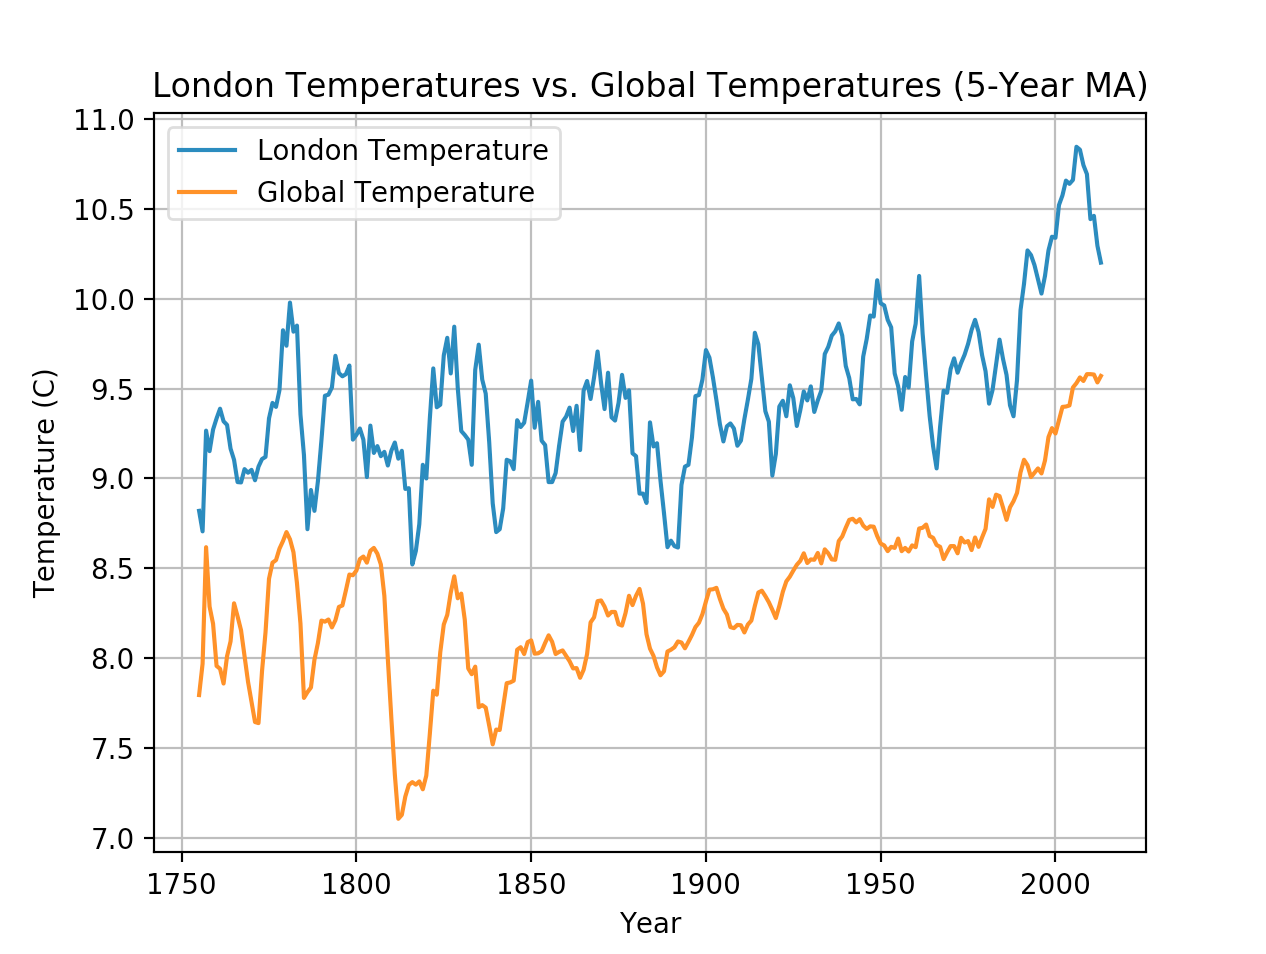 London Temperatures vs. Global Temperatures (5-Year MA)
London Temperature
Global Temperature
11.0
10.5
10.0
9.5
9.0
8.5
8.0
7.5
7.0
Temperature (C)
1750 1800 1850 1900 1950 2000
Year